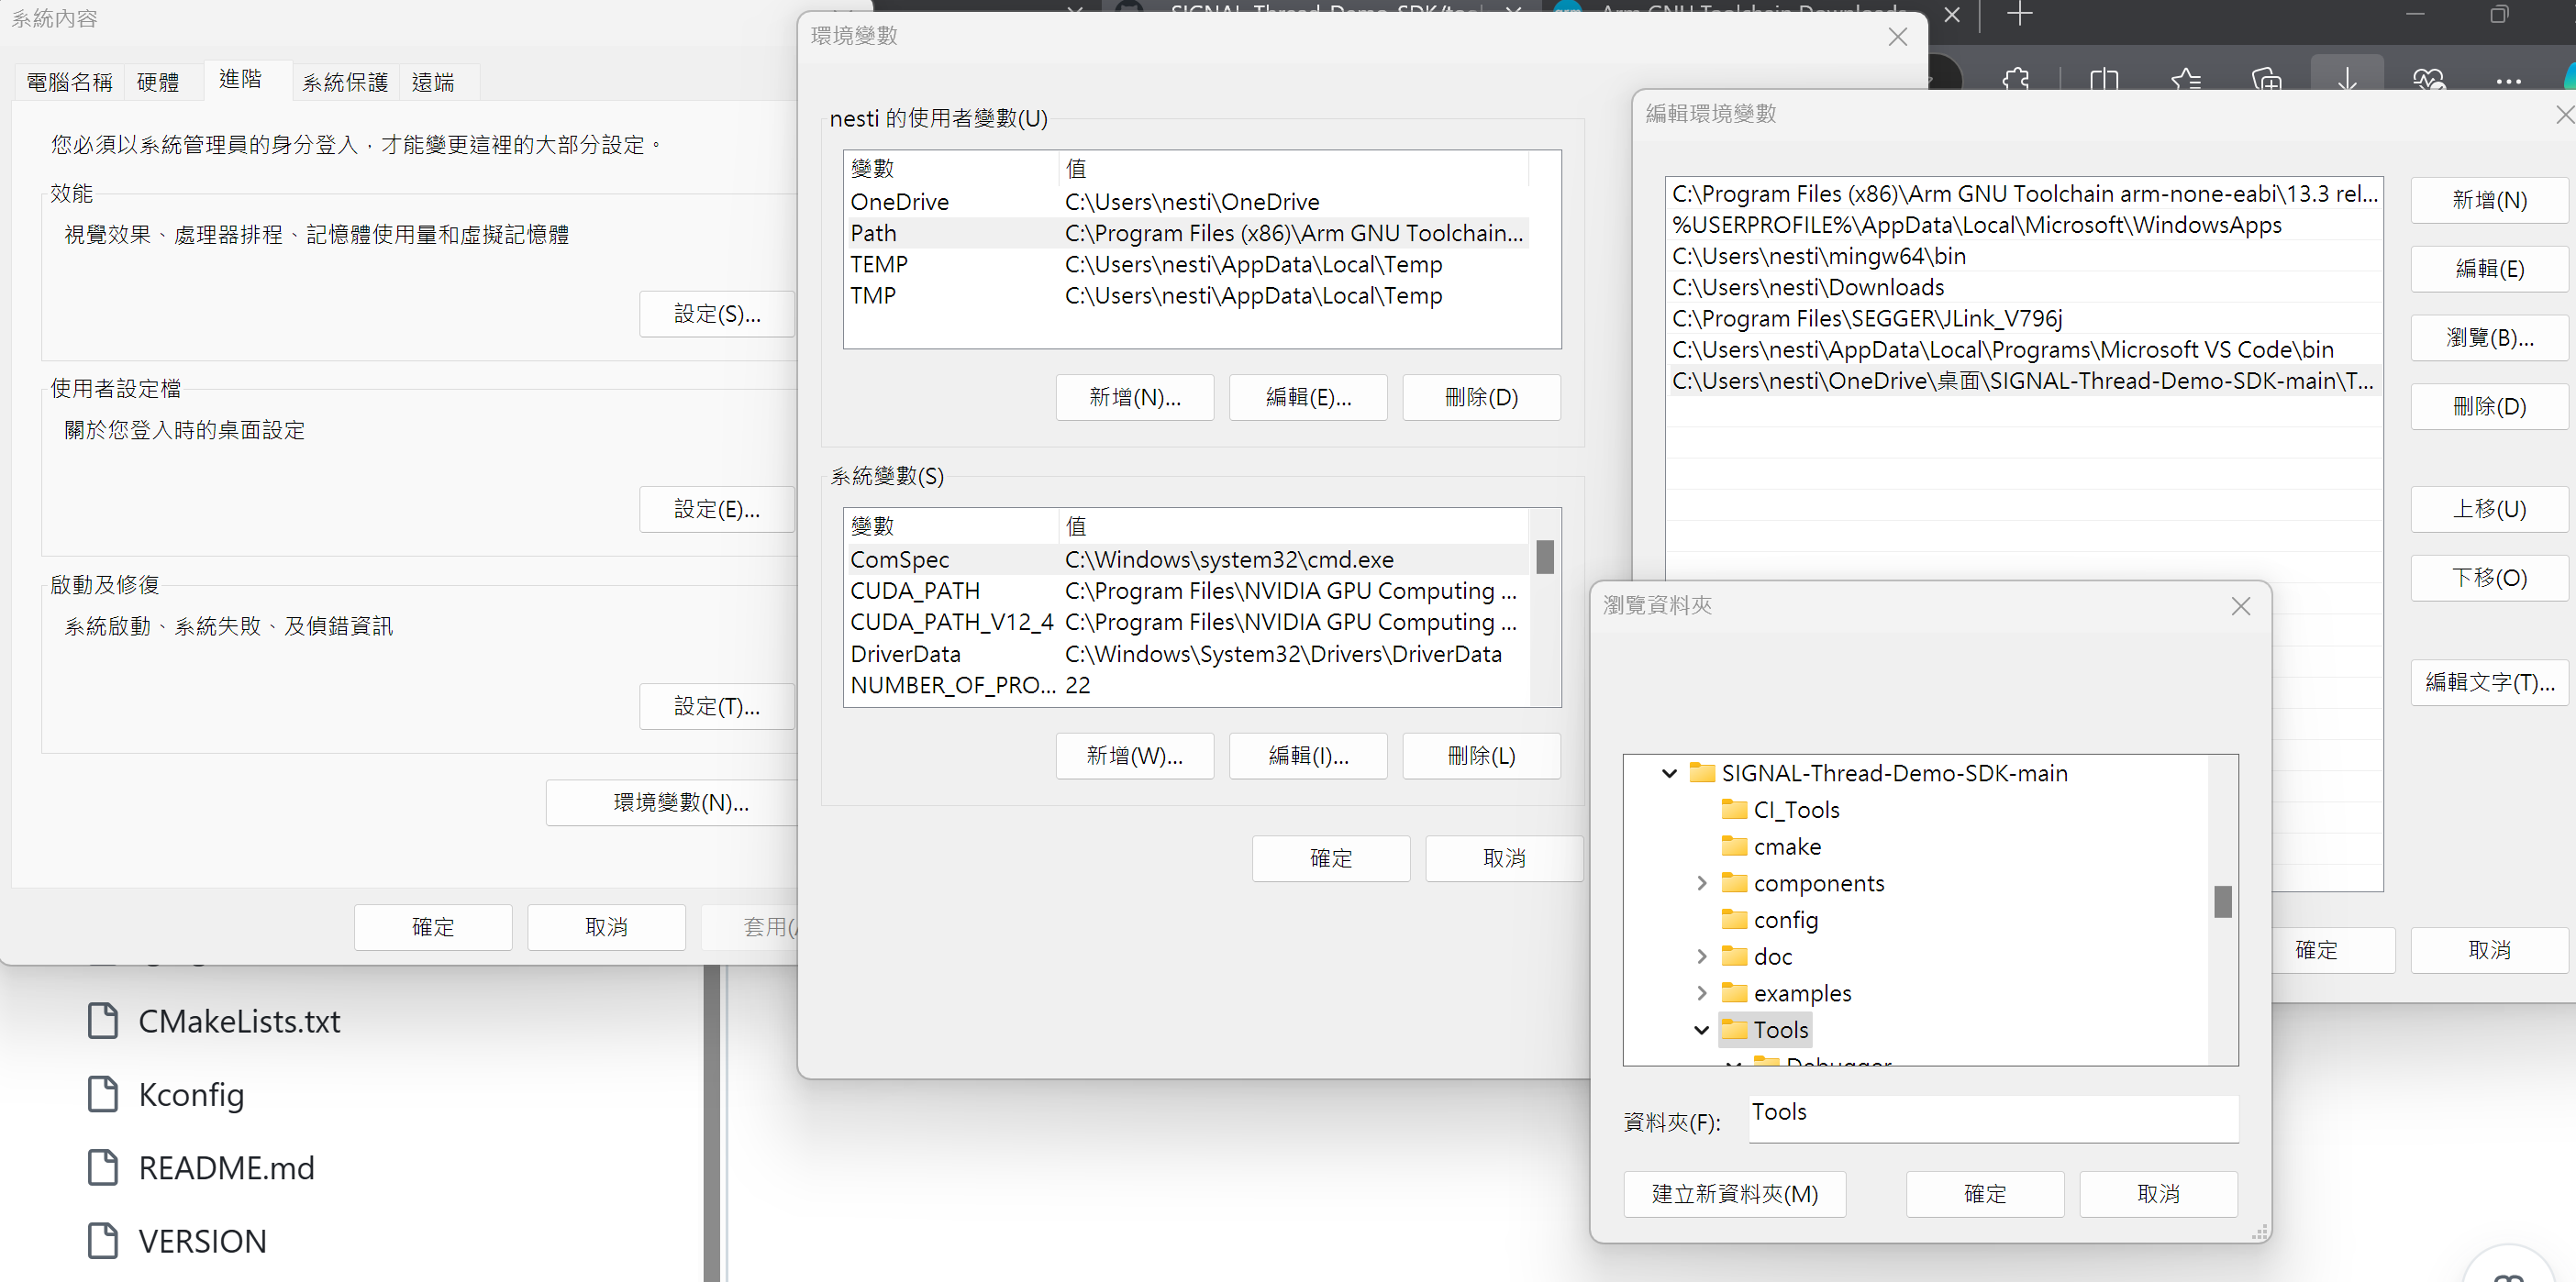 系統內容
電腦名稱
硬體
進階
系統保護
遠端
您必須以系統管理員的身分登入，才能變更這裡的大部分設定。
效能
視覺效果、處理器排程、記憶體使用量和虛擬記憶體
設定(S)...
使用者設定檔
關於您登入時的桌面設定
設定(E)...
啟動及修復
系統啟動、系統失敗、及偵錯資訊
設定(T)...
環境變數(N)...
確定
取消
套用(
CMakeLists.txt
Kconfig
README.md
VERSION
SIGNAL-Thread-Demo-SDK/tool
Arm GNU Toolchain Downloads
環境變數
nesti 的使用者變數(U)
變數 值
OneDrive C:\Users\nesti\OneDrive
Path C:\Program Files (x86)\Arm GNU Toolchain...
TEMP C:\Users\nesti\AppData\Local\Temp
TMP C:\Users\nesti\AppData\Local\Temp
新增(N)...
編輯(E)...
刪除(D)
系統變數(S)
變數 值
ComSpec C:\Windows\system32\cmd.exe
CUDA_PATH C:\Program Files\NVIDIA GPU Computing ...
CUDA_PATH_V12_4 C:\Program Files\NVIDIA GPU Computing ...
DriverData C:\Windows\System32\Drivers\DriverData
NUMBER_OF_PRO... 22
新增(W)...
編輯(I)...
刪除(L)
確定
取消
編輯環境變數
C:\Program Files (x86)\Arm GNU Toolchain arm-none-eabi\13.3 rel...
%USERPROFILE%\AppData\Local\Microsoft\WindowsApps
C:\Users\nesti\mingw64\bin
C:\Users\nesti\Downloads
C:\Program Files\SEGGER\JLink_V796j
C:\Users\nesti\AppData\Local\Programs\Microsoft VS Code\bin
C:\Users\nesti\OneDrive\桌面\SIGNAL-Thread-Demo-SDK-main\T...
新增(N)
編輯(E)
瀏覽(B)...
刪除(D)
上移(U)
下移(O)
編輯文字(T)...
確定
取消
瀏覽資料夾
SIGNAL-Thread-Demo-SDK-main
CI_Tools
cmake
components
config
doc
examples
Tools
Debugger
資料夾(F):
Tools
建立新資料夾(M)
確定
取消